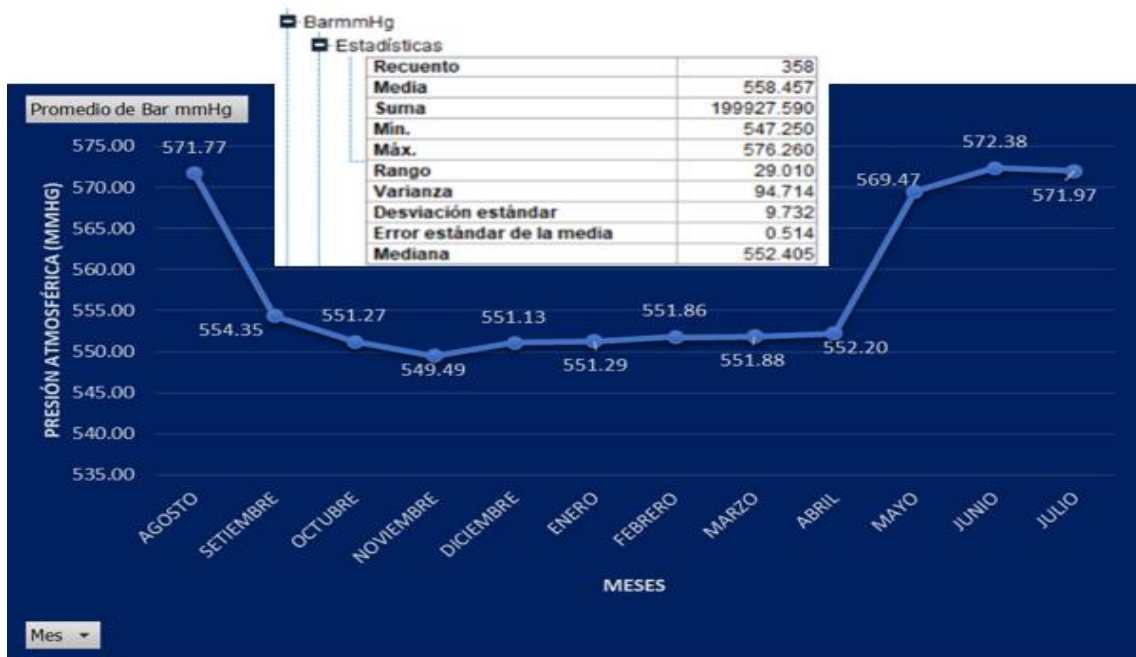 BarmmHg
Estadísticas
Recuento 358
Media 558.457
Suma 199927.590
Mín. 547.250
Máx. 576.260
Rango 29.010
Varianza 94.714
Desviación estándar 9.732
Error estándar de la media 0.514
Mediana 552.405
Promedio de Bar mmHg
PRESIÓN ATMOSFÉRICA (MMHG)
575.00
570.00
565.00
560.00
555.00
550.00
545.00
540.00
535.00
571.77
554.35
551.27
549.49
551.13
551.29
551.86
551.88
552.20
569.47
572.38
571.97
AGOSTO
SETIEMBRE
OCTUBRE
NOVIEMBRE
DICIEMBRE
ENERO
FEBRERO
MARZO
ABRIL
MAYO
JUNIO
JULIO
MESES
Mes